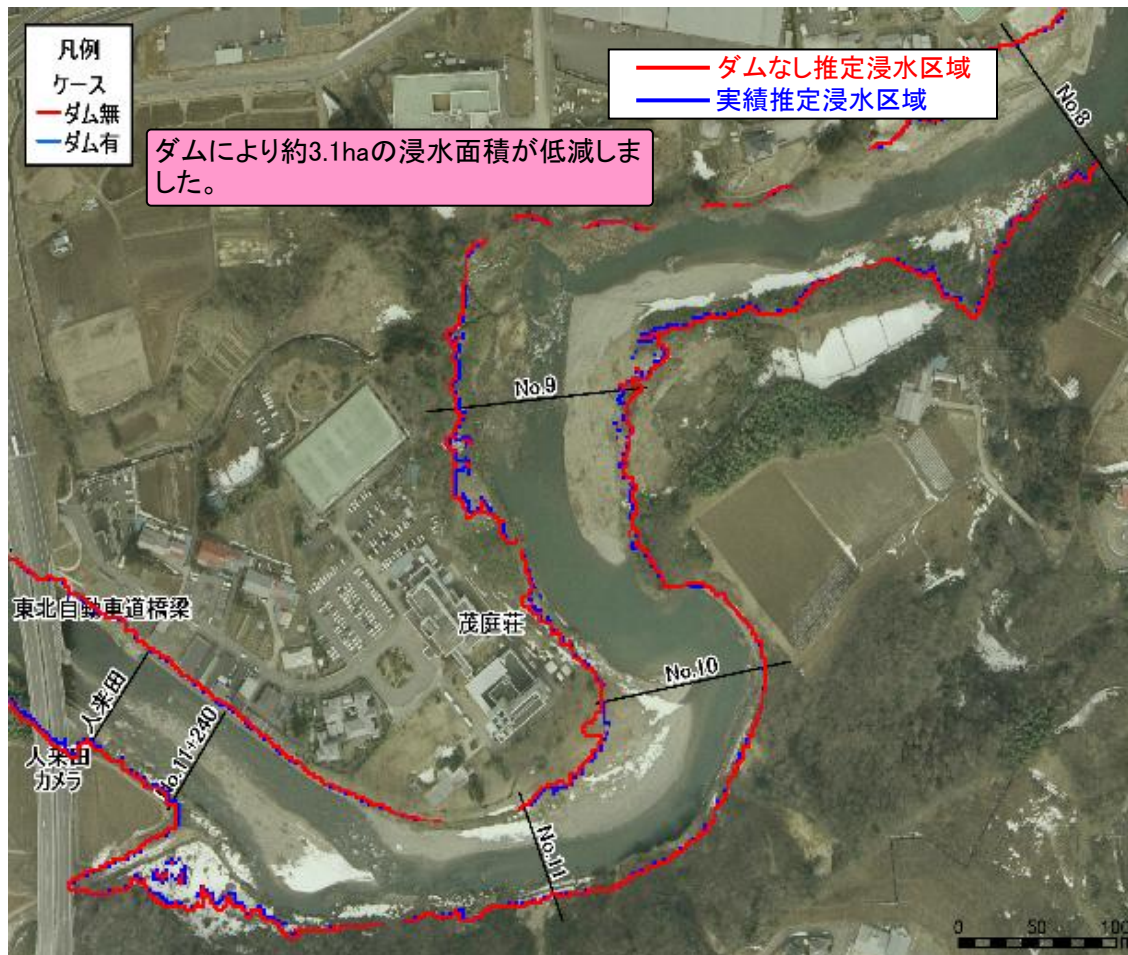 凡例
ケース
ダム無
ダム有
ダムなし推定浸水区域
実績推定浸水区域
ダムにより約3.1haの浸水面積が低減しま
した。
No.8
No.9
東北自動車道橋梁
茂庭荘
No.10
人来田
人来田
カメラ
No.11+240
No.11
0 50 100
m